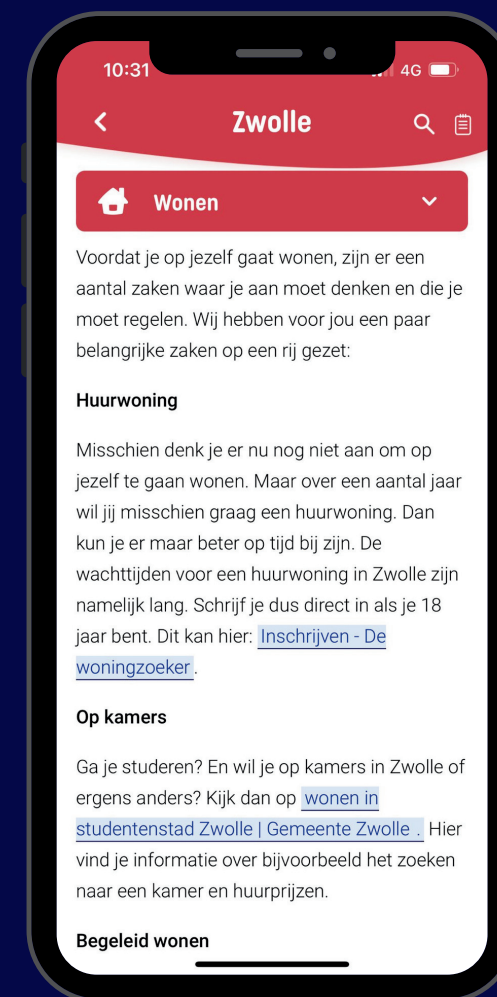 10:31
4G
Zwolle
Wonen
Voordat je op jezelf gaat wonen, zijn er een
aantal zaken waar je aan moet denken en die je
moet regelen. Wij hebben voor jou een paar
belangrijke zaken op een rij gezet:
Huurwoning
Misschien denk je er nu nog niet aan om op
jezelf te gaan wonen. Maar over een aantal jaar
wil jij misschien graag een huurwoning. Dan
kun je er maar beter op tijd bij zijn. De
wachttijden voor een huurwoning in Zwolle zijn
namelijk lang. Schrijf je dus direct in als je 18
jaar bent. Dit kan hier: Inschrijven - De
woningzoeker.
Op kamers
Ga je studeren? En wil je op kamers in Zwolle of
ergens anders? Kijk dan op wonen in
studentenstad Zwolle | Gemeente Zwolle . Hier
vind je informatie over bijvoorbeeld het zoeken
naar een kamer en huurprijzen.
Begeleid wonen